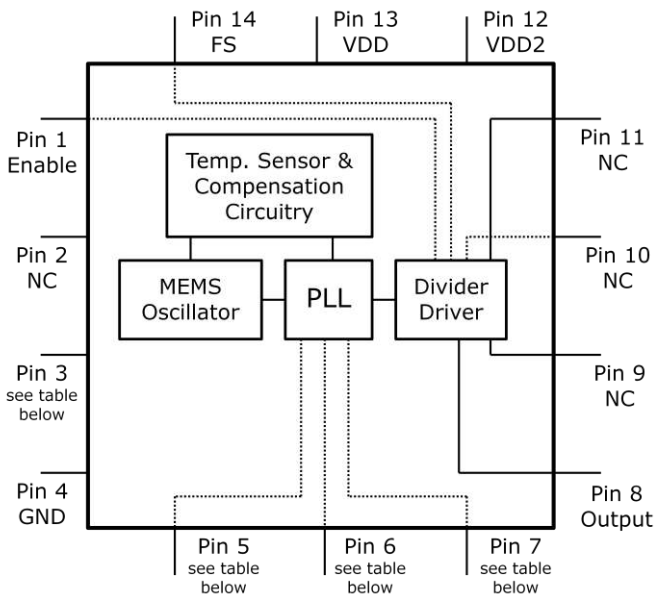 Pin 14
FS
Pin 13
VDD
Pin 12
VDD2
Pin 1
Enable
Pin 2
NC
Pin 3
see table
below
Pin 4
GND
Temp. Sensor &
Compensation
Circuitry
MEMS
Oscillator
PLL
Divider
Driver
Pin 11
NC
Pin 10
NC
Pin 9
NC
Pin 8
Output
Pin 5
see table
below
Pin 6
see table
below
Pin 7
see table
below